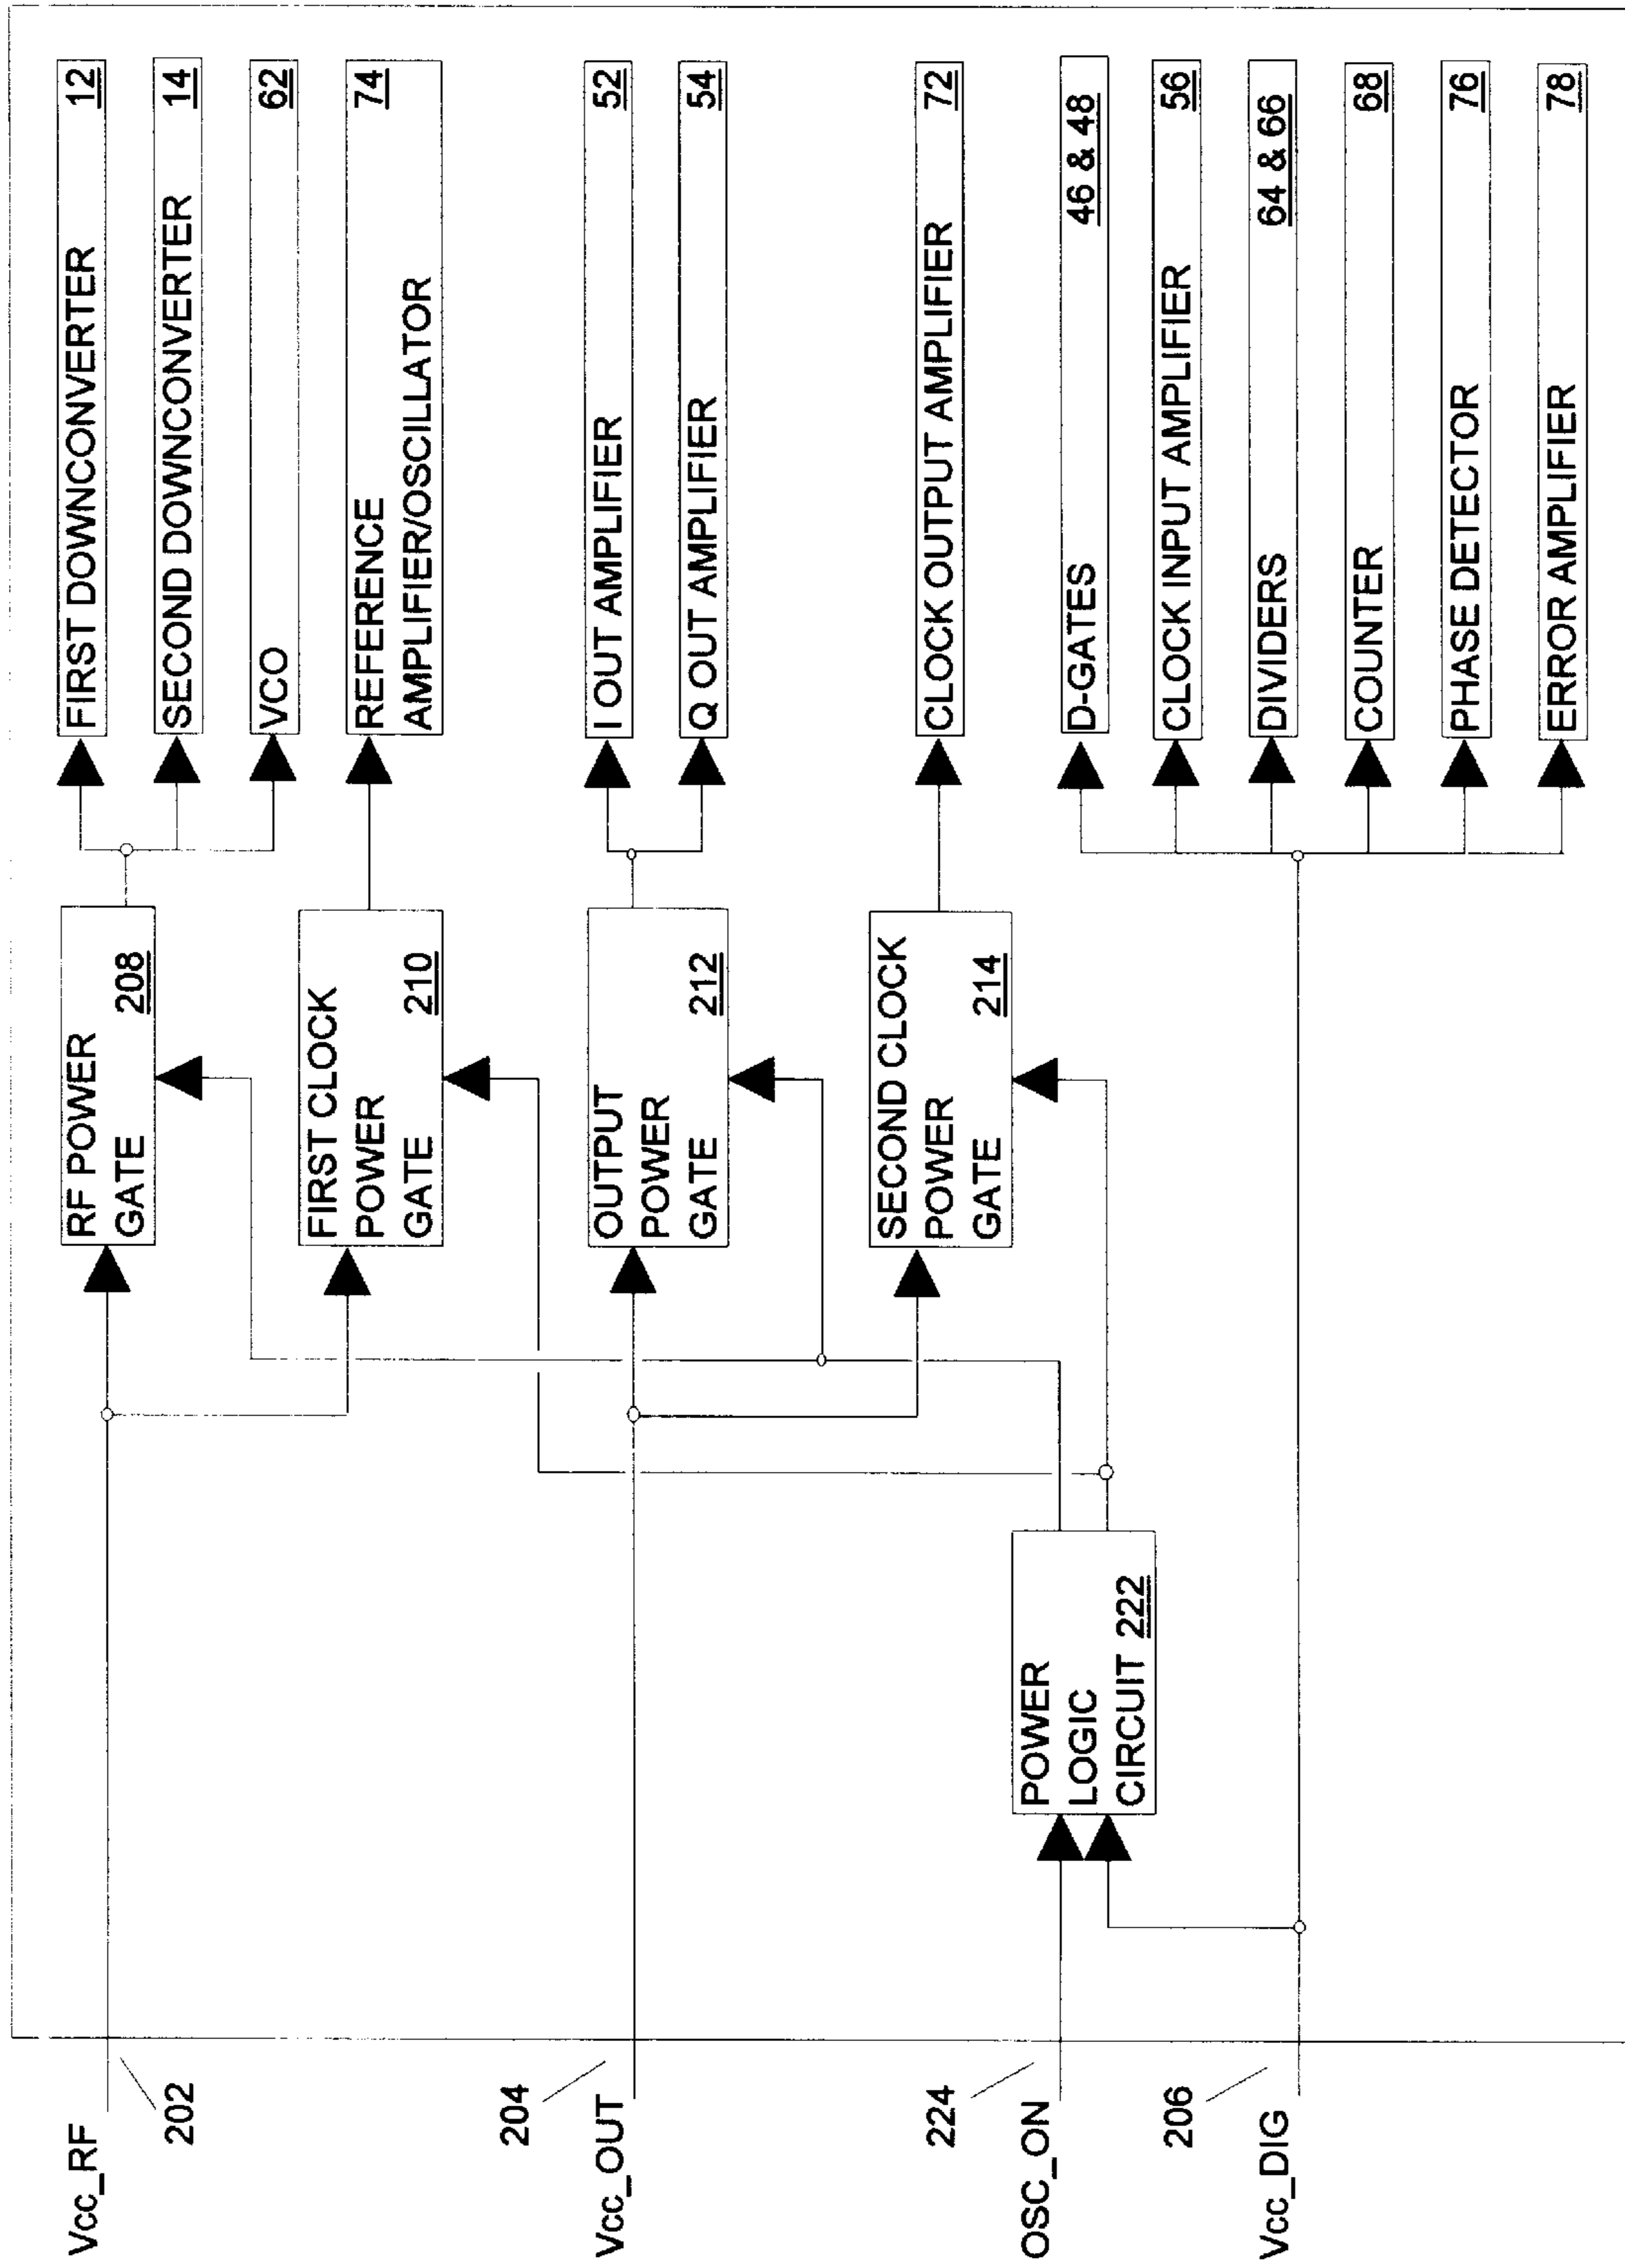 Vcc_RF
202
Vcc_OUT
204
OSC_ON
224
Vcc_DIG
206
POWER
LOGIC
CIRCUIT 222
RF POWER
GATE 208
FIRST CLOCK
POWER
GATE 210
OUTPUT
POWER
GATE 212
SECOND CLOCK
POWER
GATE 214
FIRST DOWNCONVERTER 12
SECOND DOWNCONVERTER 14
VCO 62
REFERENCE 74
AMPLIFIER/OSCILLATOR
I OUT AMPLIFIER 52
Q OUT AMPLIFIER 54
CLOCK OUTPUT AMPLIFIER 72
D-GATES 46 & 48
CLOCK INPUT AMPLIFIER 56
DIVIDERS 64 & 66
COUNTER 68
PHASE DETECTOR 76
ERROR AMPLIFIER 78